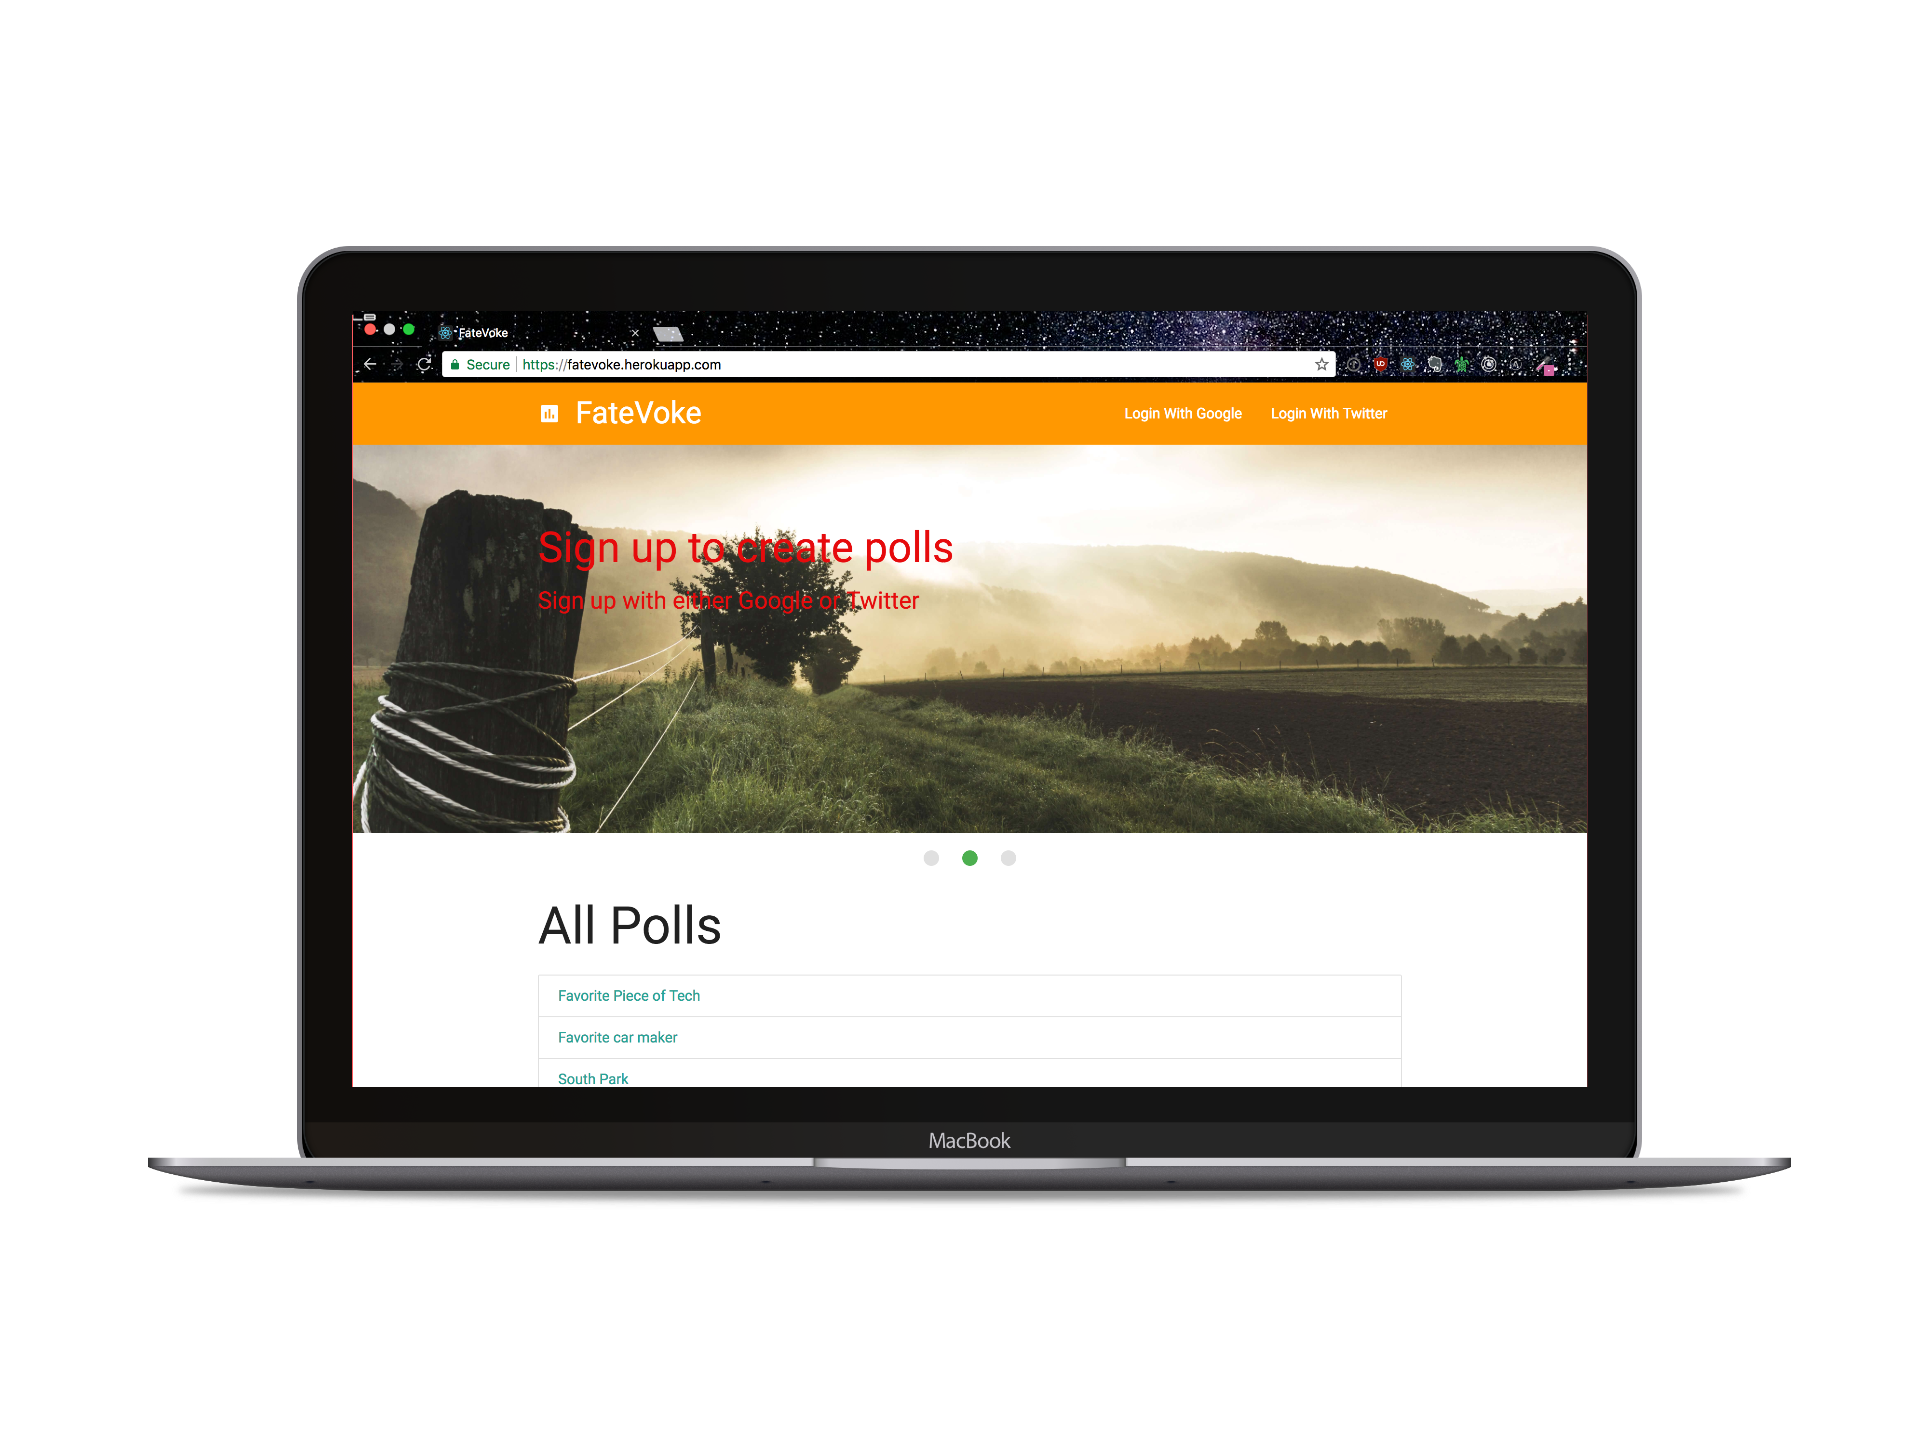 FateVoke
Secure https://fatevoke.herokuapp.com
FateVoke Login With Google Login With Twitter
Sign up to create polls
Sign up with either Google or Twitter
All Polls
Favorite Piece of Tech
Favorite car maker
South Park
MacBook